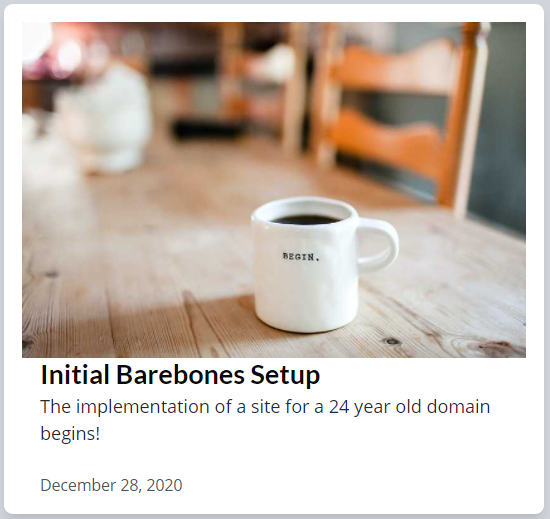 BEGIN.
Initial Barebones Setup
The implementation of a site for a 24 year old domain
begins!
December 28, 2020